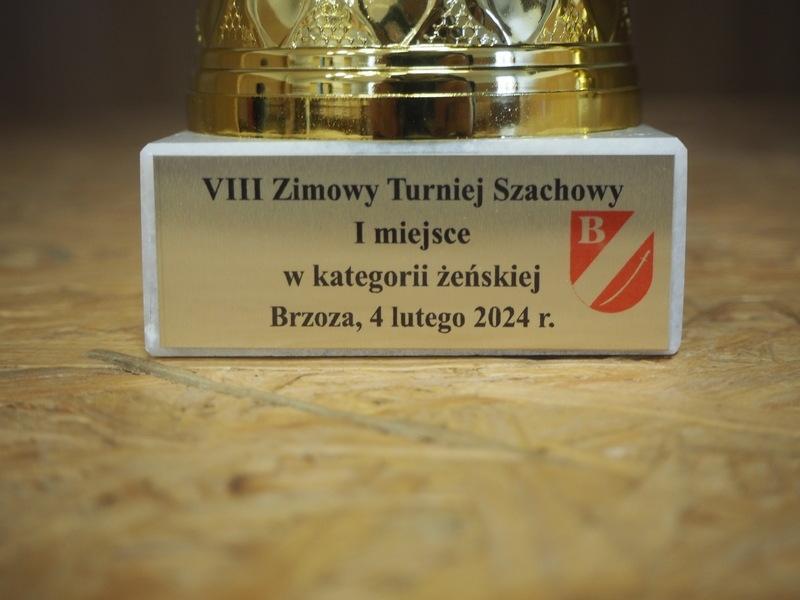 VIII Zimowy Turniej Szachowy
I miejsce
B
w kategorii żeńskiej
Brzoza, 4 lutego 2024 r.